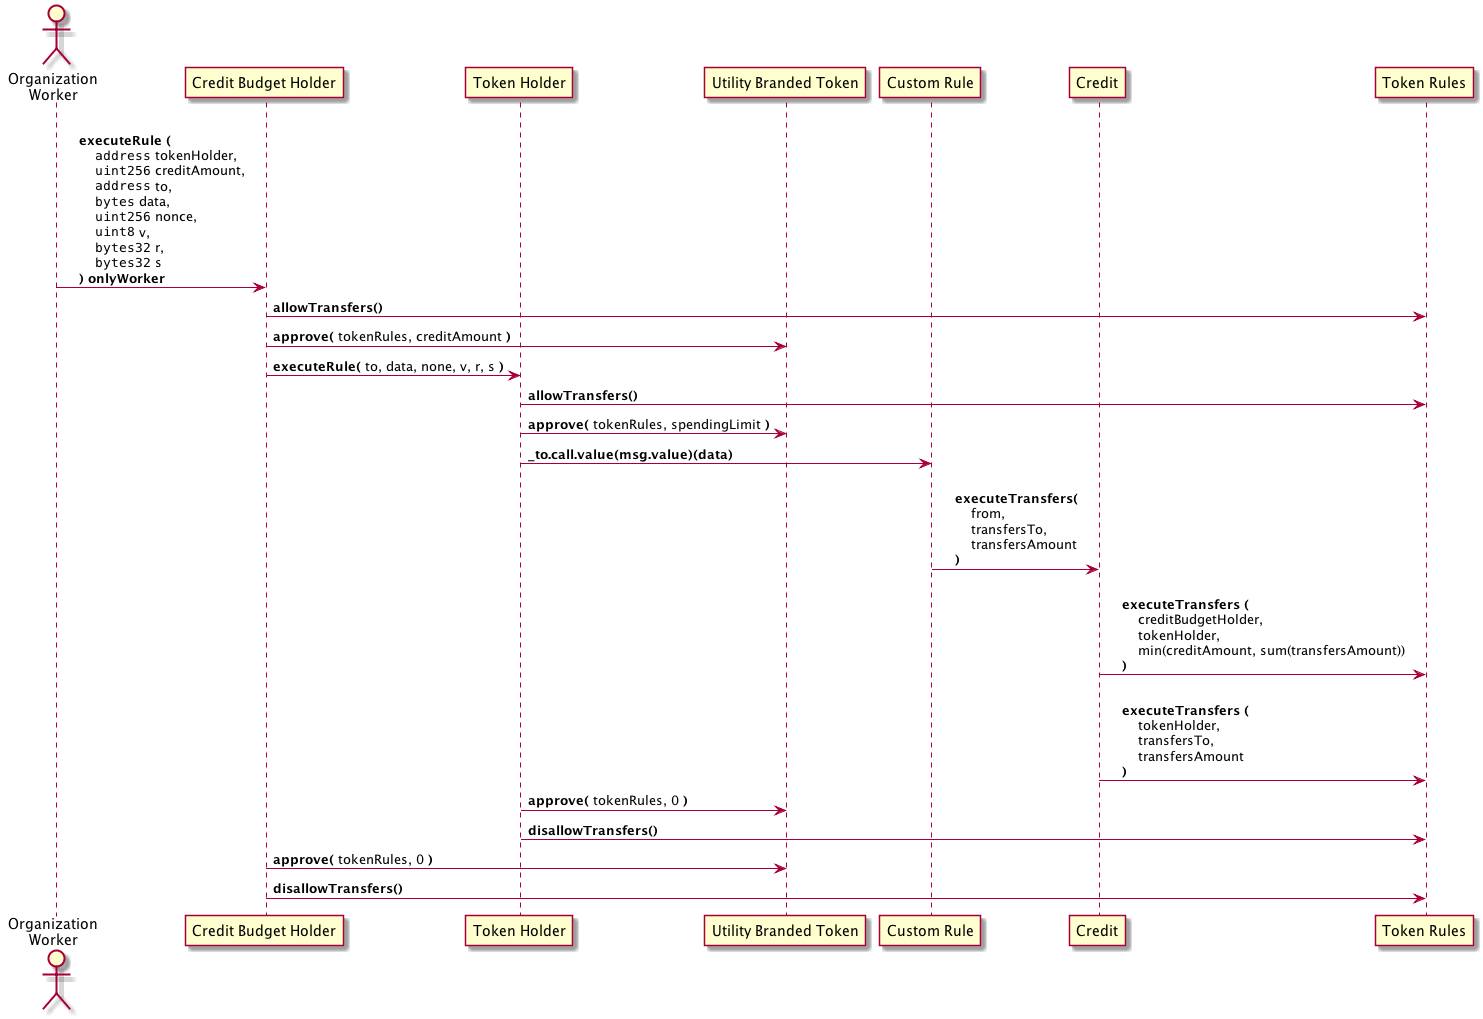 Organization
Worker
Credit Budget Holder
Token Holder
Utility Branded Token
Custom Rule
Credit
Token Rules
executeRule (
address tokenHolder,
uint256 creditAmount,
address to,
bytes data,
uint256 nonce,
uint8 v,
bytes32 r,
bytes32 s
) onlyWorker
allowTransfers()
approve( tokenRules, creditAmount )
executeRule( to, data, none, v, r, s )
allowTransfers()
approve( tokenRules, spendingLimit )
_to.call.value(msg.value)(data)
executeTransfers(
from,
transfersTo,
transfersAmount
)
executeTransfers (
creditBudgetHolder,
tokenHolder,
min(creditAmount, sum(transfersAmount))
)
executeTransfers (
tokenHolder,
transfersTo,
transfersAmount
)
approve( tokenRules, 0 )
disallowTransfers()
approve( tokenRules, 0 )
disallowTransfers()
Organization
Worker
Credit Budget Holder
Token Holder
Utility Branded Token
Custom Rule
Credit
Token Rules